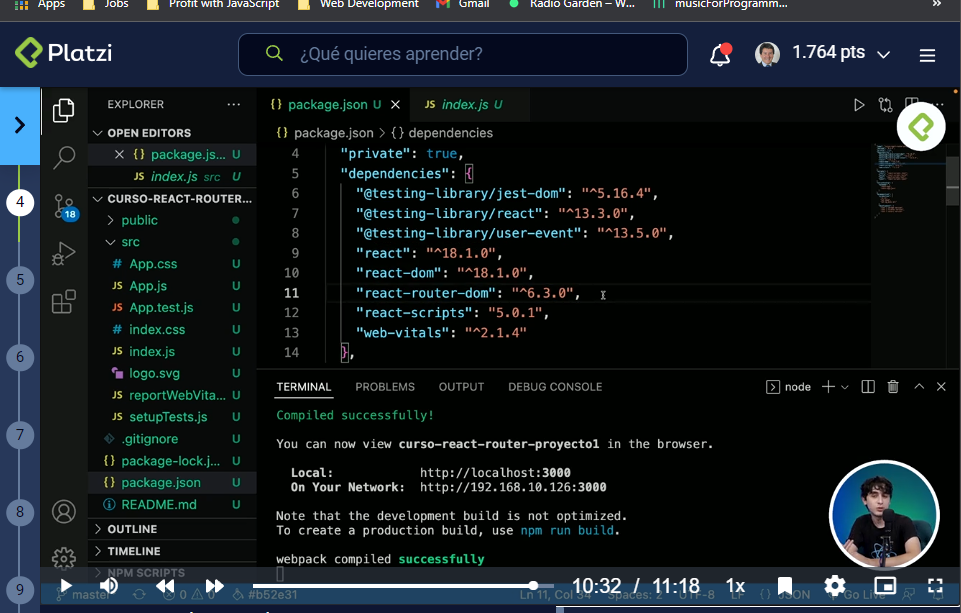 Apps Jobs Profit with JavaScript Web Development Gmail Radio Garden – W... musicForProgramm... »
Platzi
¿Qué quieres aprender?
1.764 pts
EXPLORER ...
{} package.json U
JS index.js U
OPEN EDITORS
{} package.js... U
JS index.js src U
CURSO-REACT-ROUTER...
public
src
# App.css U
JS App.js U
JS App.test.js U
# index.css U
JS index.js U
logo.svg U
JS reportWebVita... U
JS setupTests.js U
.gitignore U
{} package-lock.j... U
{} package.json U
README.md U
OUTLINE
TIMELINE
NPM SCRIPTS
18
4
5
6
7
8
9
{} package.json > {} dependencies
4 "private": true,
5 "dependencies": {
6 "@testing-library/jest-dom": "^5.16.4",
7 "@testing-library/react": "^13.3.0",
8 "@testing-library/user-event": "^13.5.0",
9 "react": "^18.1.0",
10 "react-dom": "^18.1.0",
11 "react-router-dom": "^6.3.0",
12 "react-scripts": "5.0.1",
13 "web-vitals": "^2.1.4"
14 },
TERMINAL PROBLEMS OUTPUT DEBUG CONSOLE
node
Compiled successfully!
You can now view curso-react-router-proyecto1 in the browser.
Local: http://localhost:3000
On Your Network: http://192.168.10.126:3000
Note that the development build is not optimized.
To create a production build, use npm run build.
webpack compiled successfully
10:32 / 11:18 1x
master 0 0 #b52e31 Ln 11, Col 34 Spaces: 2 UTF-8 LF {} JSON Go Live